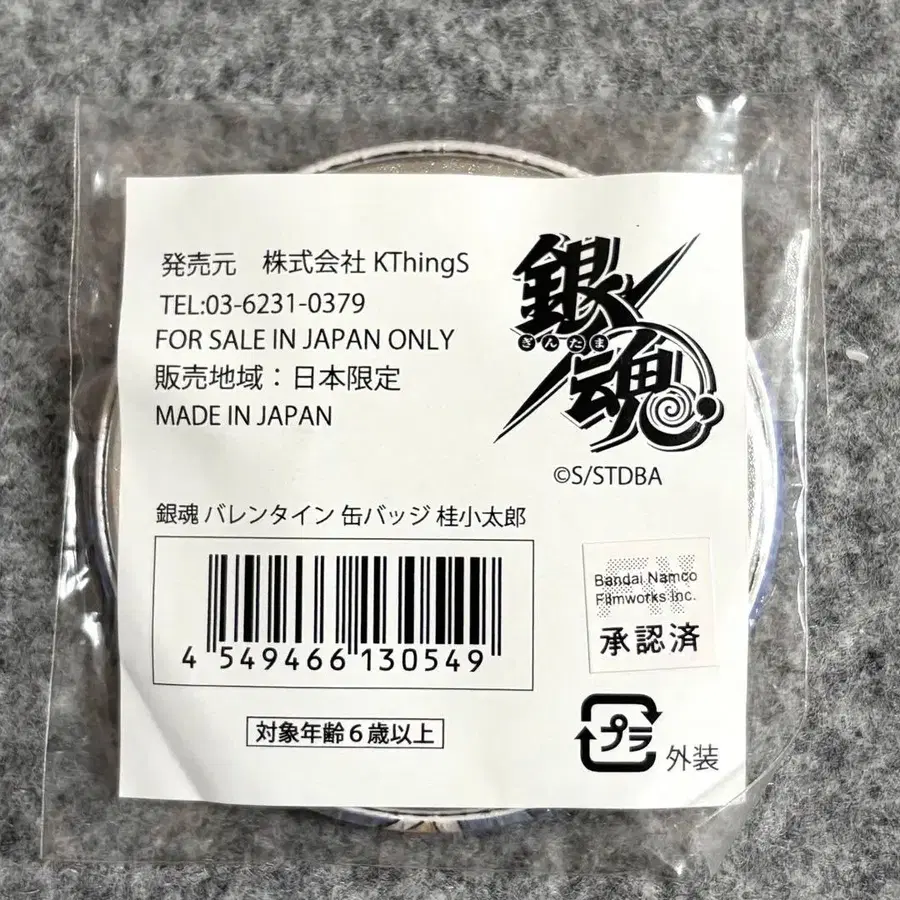 発売元 株式会社 KThingS
TEL:03-6231-0379
FOR SALE IN JAPAN ONLY
販売地域：日本限定
MADE IN JAPAN
銀魂
ぎんたま
©S/STDBA
銀魂 バレンタイン 缶バッジ 桂小太郎
4 549466 130549
Bandai Namco
Filmworks Inc.
承認済
対象年齢６歳以上
プラ
外装